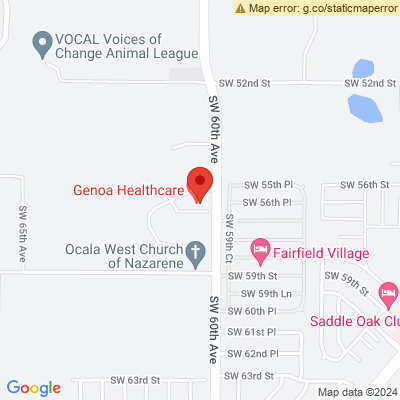 Map error: g.co/staticmaperror
VOCAL Voices of
Change Animal League
SW 52nd St
SW 52nd St
SW 60th Ave
SW 55th Pl
SW 56th St
Genoa Healthcare
SW 56th Pl
SW 65th Ave
SW 59th Ct
Ocala West Church
of Nazarene
Fairfield Village
SW 59th St
SW 59th St
SW 59th Ln
SW 60th Ave
SW 60th Pl
Saddle Oak Clu
SW 61st Pl
SW 62nd Pl
SW 63rd St
SW 63rd St
Google
Map data ©2024